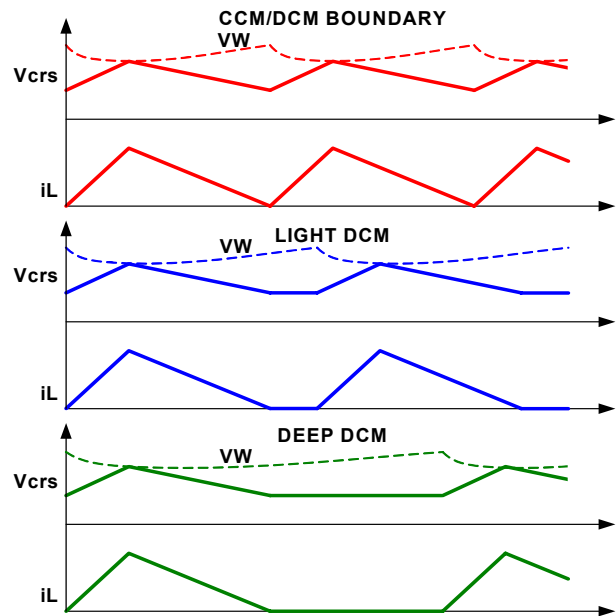 CCM/DCM BOUNDARY
VW
Vcrs
iL
LIGHT DCM
VW
Vcrs
iL
DEEP DCM
VW
Vcrs
iL